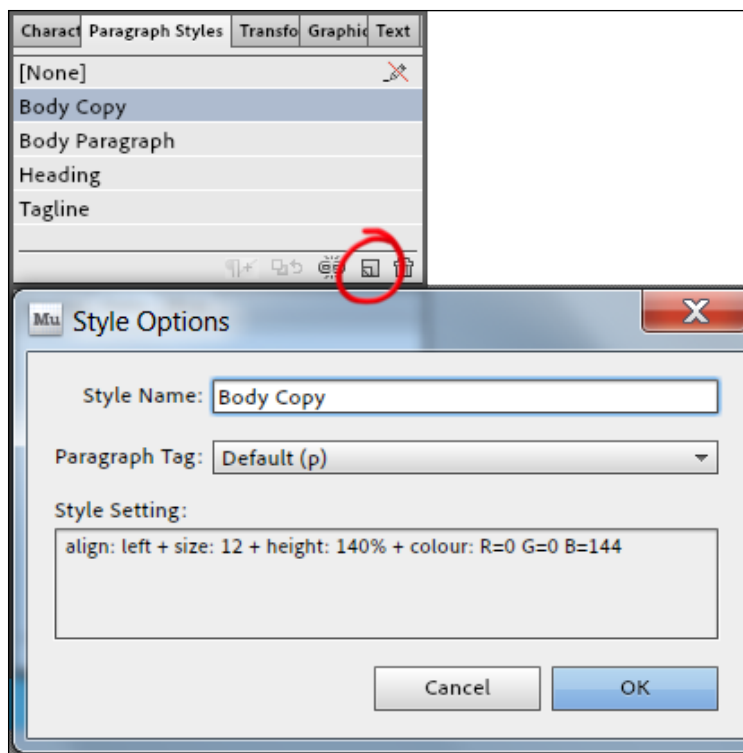 Charact Paragraph Styles Transfo Graphic Text
[None]
Body Copy
Body Paragraph
Heading
Tagline
Mu Style Options
Style Name: Body Copy
Paragraph Tag: Default (p)
Style Setting:
align: left + size: 12 + height: 140% + colour: R=0 G=0 B=144
Cancel OK